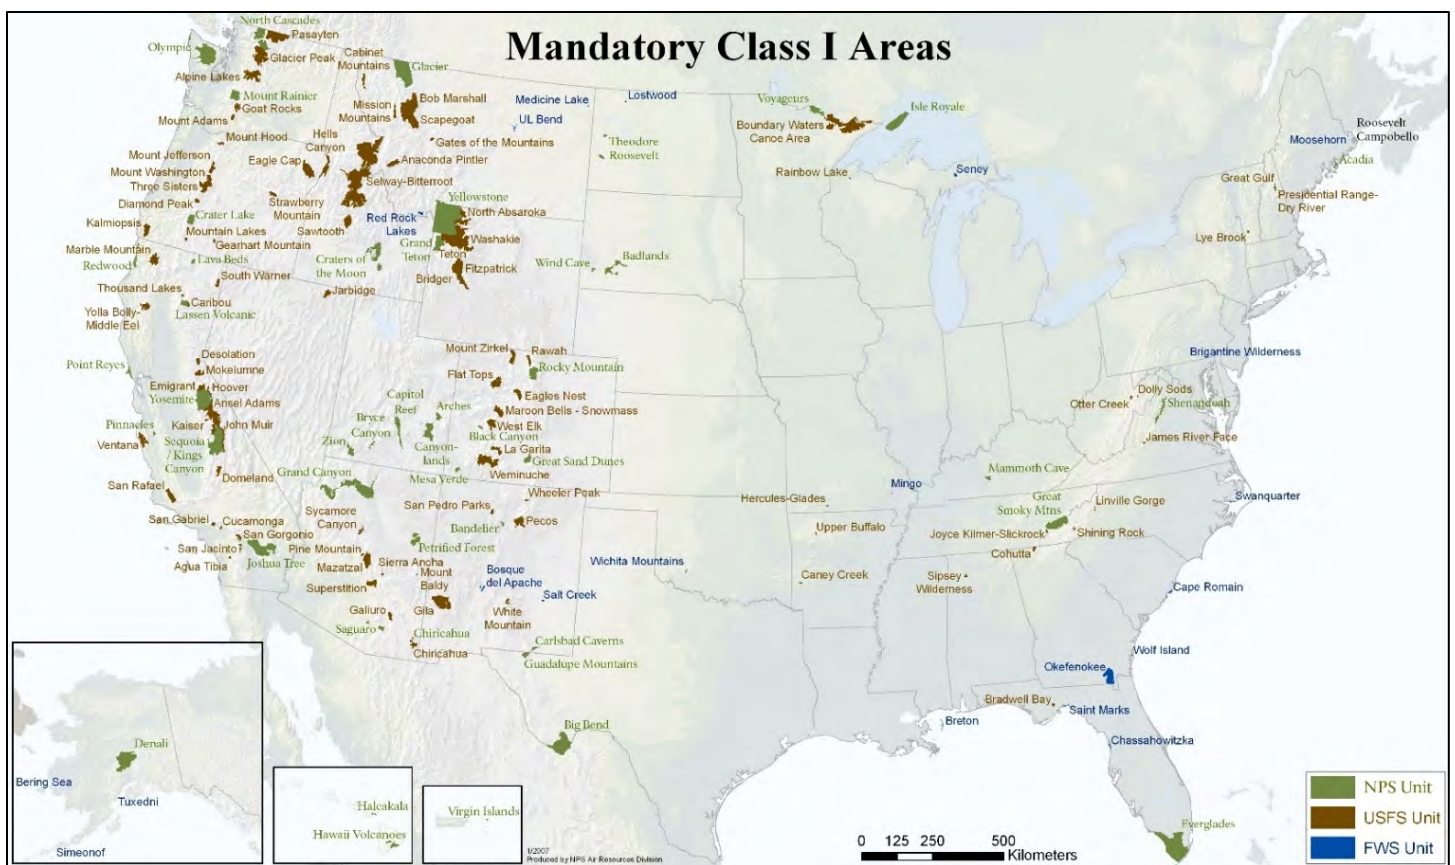 Mandatory Class I Areas
North Cascades
Pasayten
Olympic
Glacier Peak
Alpine Lakes
Mount Rainier
Goat Rocks
Mount Adams
Mount Hood
Cabinet
Mountains
Glacier
Mission
Mountains
Bob Marshall
Scapegoat
Gates of the Mountains
Hells
Canyon
Eagle Cap
Anaconda Pintler
Selway-Bitterroot
Mount Jefferson
Mount Washington
Three Sisters
Diamond Peak
Strawberry
Mountain
Sawtooth
Red Rock
Lakes
Yellowstone
North Absaroka
Washakie
Grand
Teton
Teton
Fitzpatrick
Bridger
Kalmiopsis
Crater Lake
Mountain Lakes
Gearhart Mountain
Craters of
the Moon
Marble Mountain
Redwood
Lava Beds
South Warner
Jarbidge
Thousand Lakes
Caribou
Lassen Volcanic
Yolla Bolly-
Middle Eel
Medicine Lake
Lostwood
UL Bend
Theodore
Roosevelt
Wind Cave
Badlands
Voyageurs
Isle Royale
Boundary Waters
Canoe Area
Rainbow Lake
Seney
Moosehorn
Roosevelt
Campobello
Acadia
Great Gulf
Presidential Range-
Dry River
Lye Brook
Brigantine Wilderness
Point Reyes
Desolation
Mokelumne
Emigrant
Hoover
Yosemite
Ansel Adams
Kaiser
John Muir
Pinnacles
Ventana
Sequoia
/ Kings
Canyon
Domeland
San Rafael
San Gabriel
Cucamonga
San Gorgonio
San Jacinto
Agua Tibia
Joshua Tree
Mount Zirkel
Rawah
Rocky Mountain
Flat Tops
Eagles Nest
Maroon Bells - Snowmass
West Elk
Black Canyon
La Garita
Great Sand Dunes
Weminuche
Capitol
Reef
Arches
Bryce
Canyon
Zion
Canyon-
lands
Mesa Verde
Grand Canyon
Wheeler Peak
San Pedro Parks
Pecos
Bandelier
Sycamore
Canyon
Petrified Forest
Pine Mountain
Mazatzal
Sierra Ancha
Mount
Baldy
Superstition
Bosque
del Apache
Salt Creek
White
Mountain
Galiuro
Gila
Saguaro
Chiricahua
Chiricahua
Carlsbad Caverns
Guadalupe Mountains
Big Bend
Wichita Mountains
Hercules-Glades
Mingo
Upper Buffalo
Caney Creek
Mammoth Cave
Great
Smoky Mtns
Joyce Kilmer-Slickrock
Cohutta
Linville Gorge
Shining Rock
Sipsey
Wilderness
Dolly Sods
Otter Creek
Shenandoah
James River Face
Swanquarter
Cape Romain
Wolf Island
Okefenokee
Bradwell Bay
Saint Marks
Breton
Chassahowitzka
Everglades
Denali
Bering Sea
Tuxedni
Simeonof
Haleakala
Hawaii Volcanoes
Virgin Islands
1/2007
Produced by NPS Air Resources Division
0 125 250 500
Kilometers
NPS Unit
USFS Unit
FWS Unit